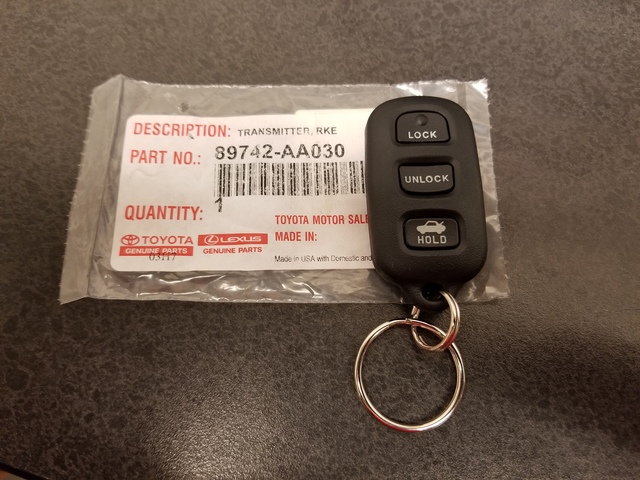 DESCRIPTION: TRANSMITTER, RKE
PART NO.: 89742-AA030
QUANTITY: 1
TOYOTA MOTOR SALE
MADE IN:
TOYOTA
GENUINE PARTS
LEXUS
GENUINE PARTS
03117
Made in USA with Domestic and
LOCK
UNLOCK
HOLD